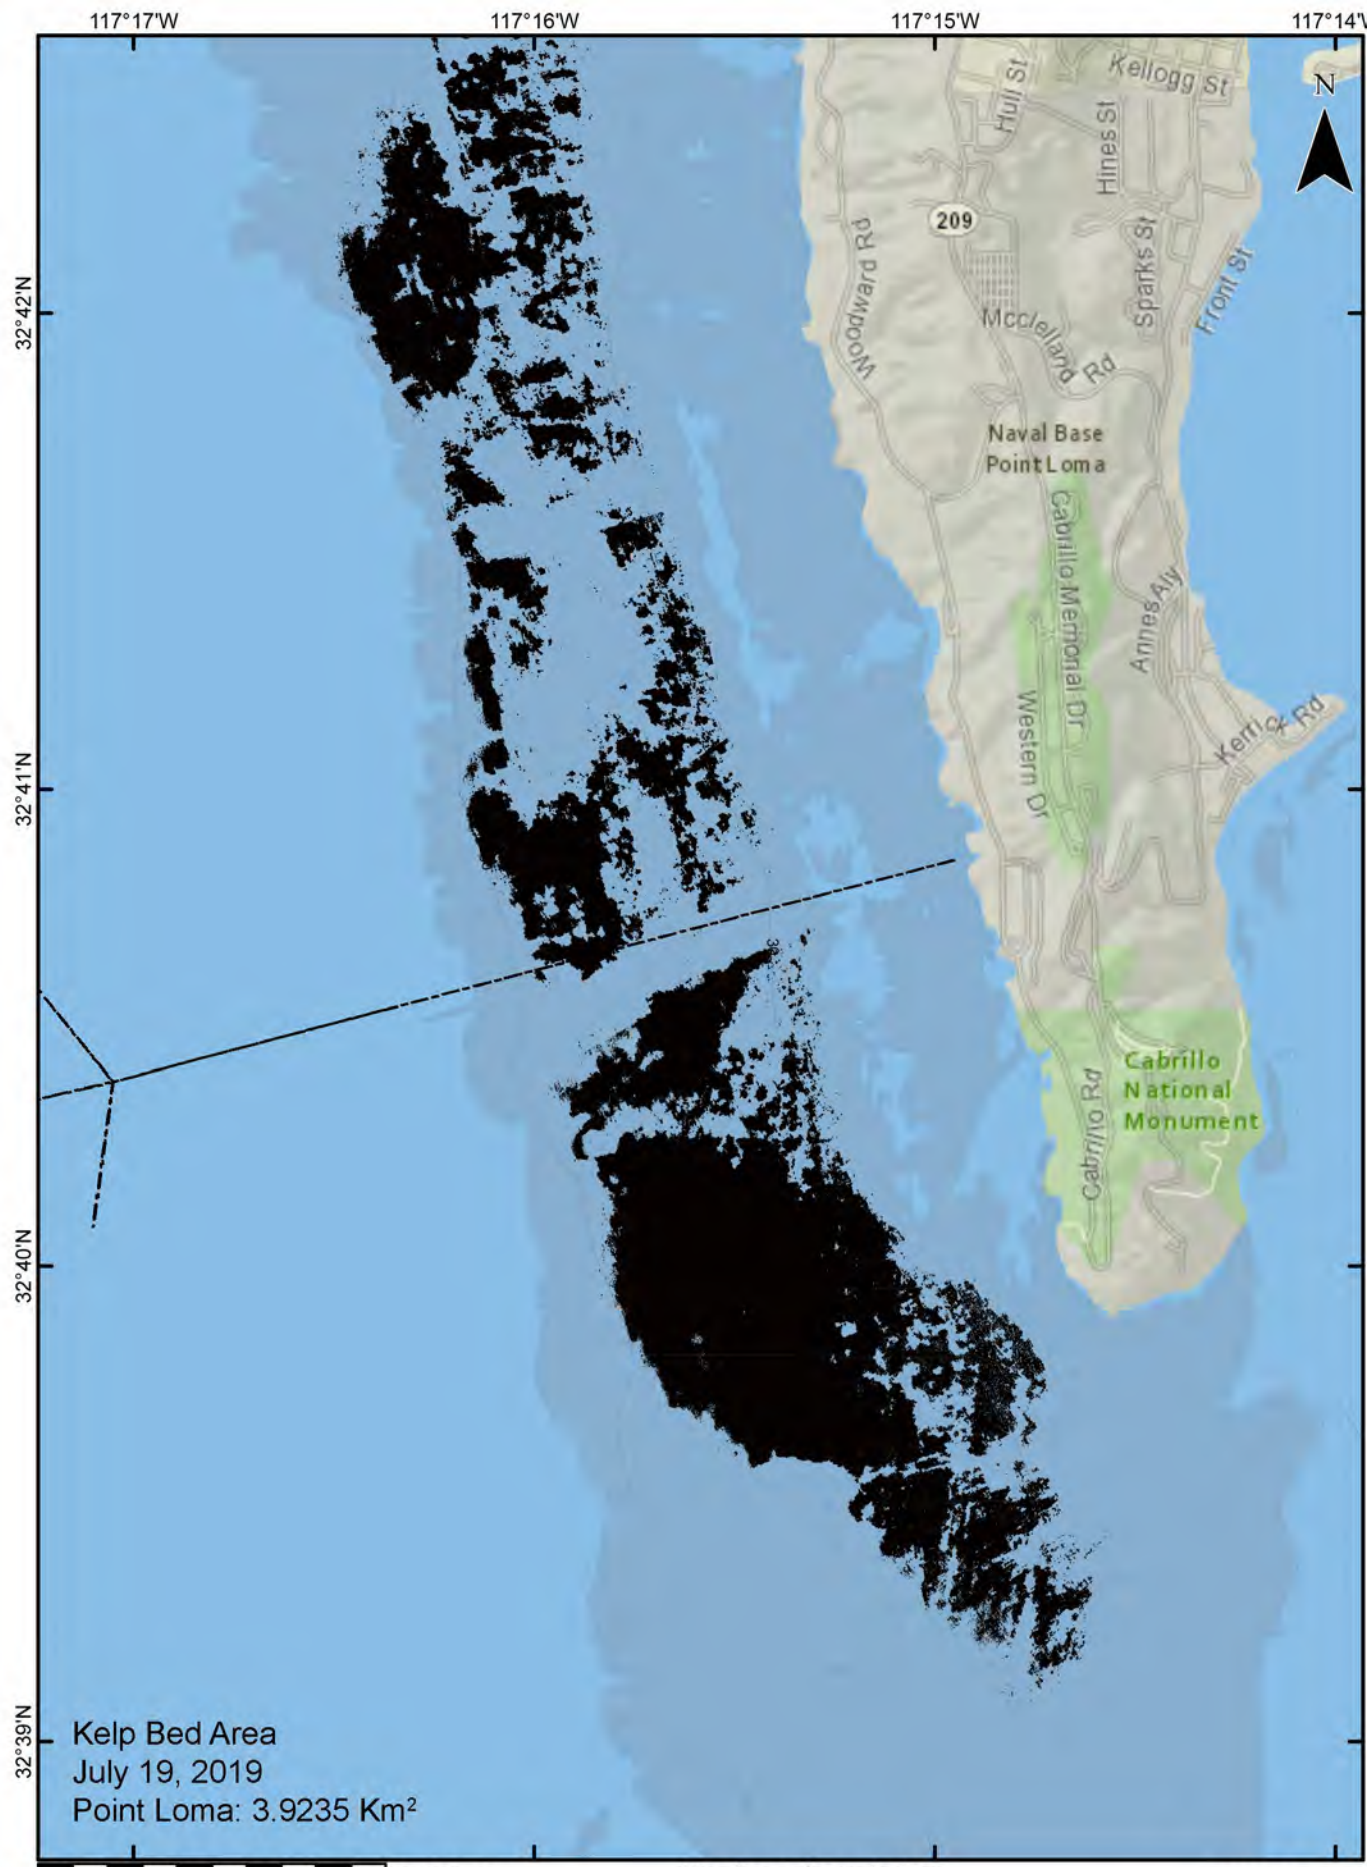 117°17'W
117°16'W
117°15'W
117°14'
N
Kellogg St
Hull St
Hines St
209
Woodward Rd
Sparks St
Front St
Mcclelland Rd
32°42'N
Naval Base
Point Loma
Cabrillo Memorial Dr
Annes Aly
Western Dr
Kerrick Rd
32°41'N
Cabrillo
National
Monument
Cabrillo Rd
32°40'N
32°39'N
Kelp Bed Area
July 19, 2019
Point Loma: 3.9235 Km²